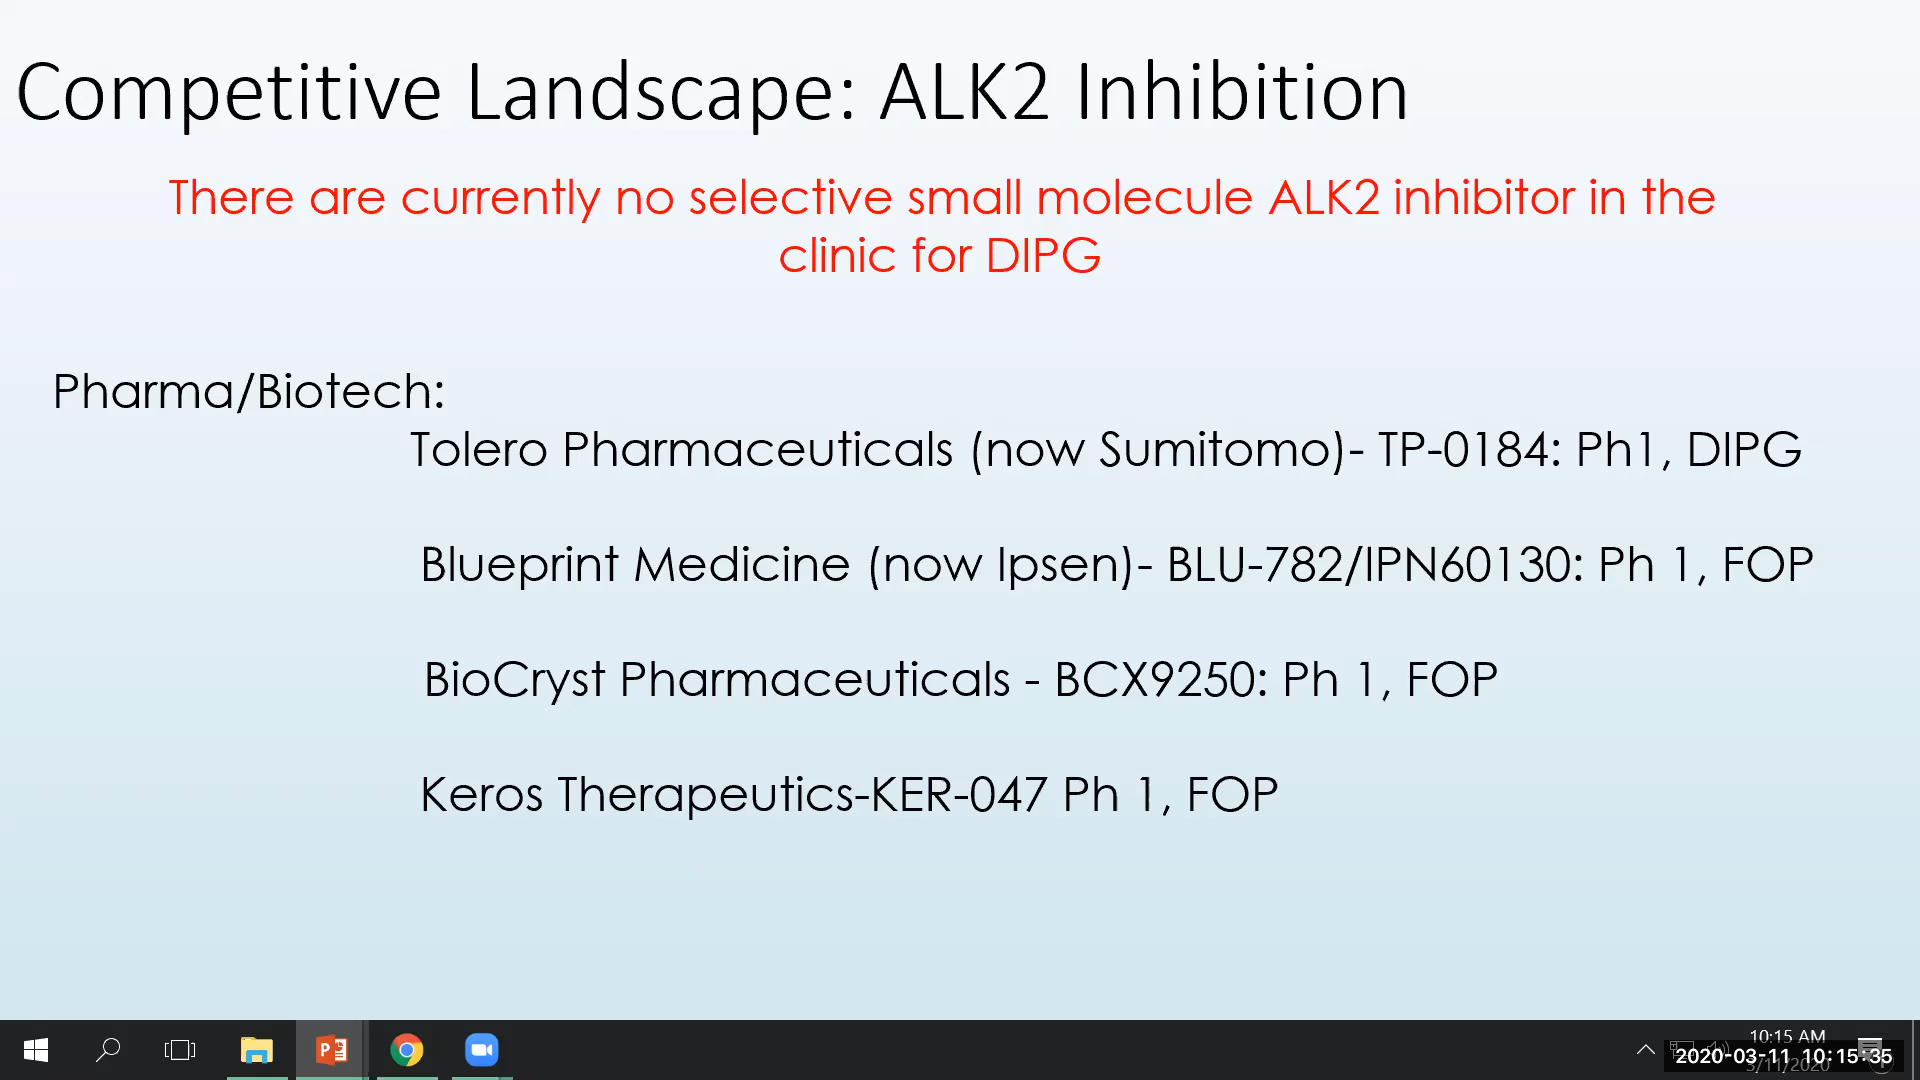 Competitive Landscape: ALK2 Inhibition
There are currently no selective small molecule ALK2 inhibitor in the
clinic for DIPG
Pharma/Biotech:
Tolero Pharmaceuticals (now Sumitomo)- TP-0184: Ph1, DIPG
Blueprint Medicine (now Ipsen)- BLU-782/IPN60130: Ph 1, FOP
BioCryst Pharmaceuticals - BCX9250: Ph 1, FOP
Keros Therapeutics-KER-047 Ph 1, FOP
10:15 AM
2020-03-11 10:15:35
3/11/2020